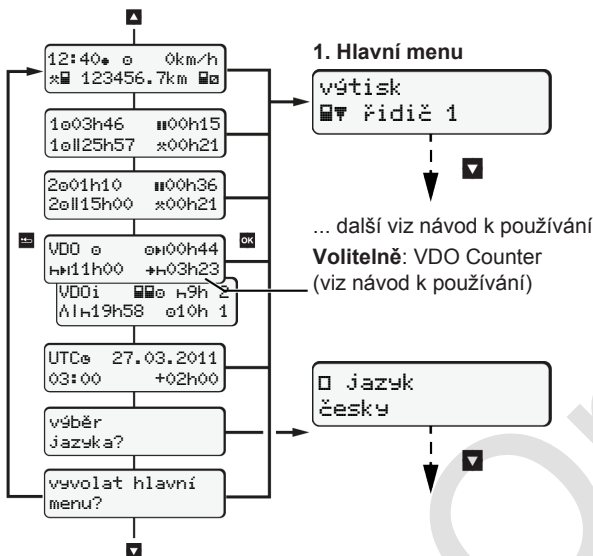 12:40 0km/h
123456.7km
1 03h46 00h15
1 25h57 00h21
2 01h10 00h36
2 15h00 00h21
VDO 00h44
11h00 03h23
VDOi 9h 2
19h58 10h 1
UTC 27.03.2011
03:00 +02h00
výběr
jazyka?
vyvolat hlavní
menu?
OK
1. Hlavní menu
výtisk
řidič 1
... další viz návod k používání
Volitelně: VDO Counter
(viz návod k používání)
jazyk
česky